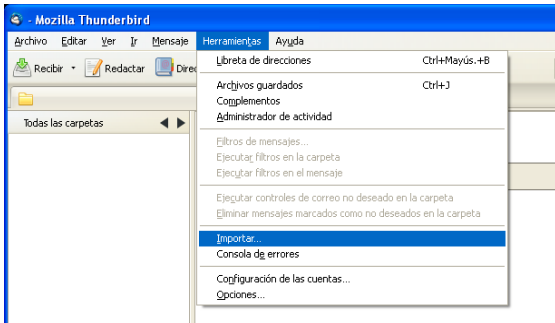 - Mozilla Thunderbird
Archivo Editar Ver Ir Mensaje Herramientas Ayuda
Recibir Redactar Direc
Todas las carpetas
Libreta de direcciones Ctrl+Mayús.+B
Archivos guardados Ctrl+J
Complementos
Administrador de actividad
Filtros de mensajes...
Ejecutar filtros en la carpeta
Ejecutar filtros en el mensaje
Ejecutar controles de correo no deseado en la carpeta
Eliminar mensajes marcados como no deseados en la carpeta
Importar...
Consola de errores
Configuración de las cuentas...
Opciones...